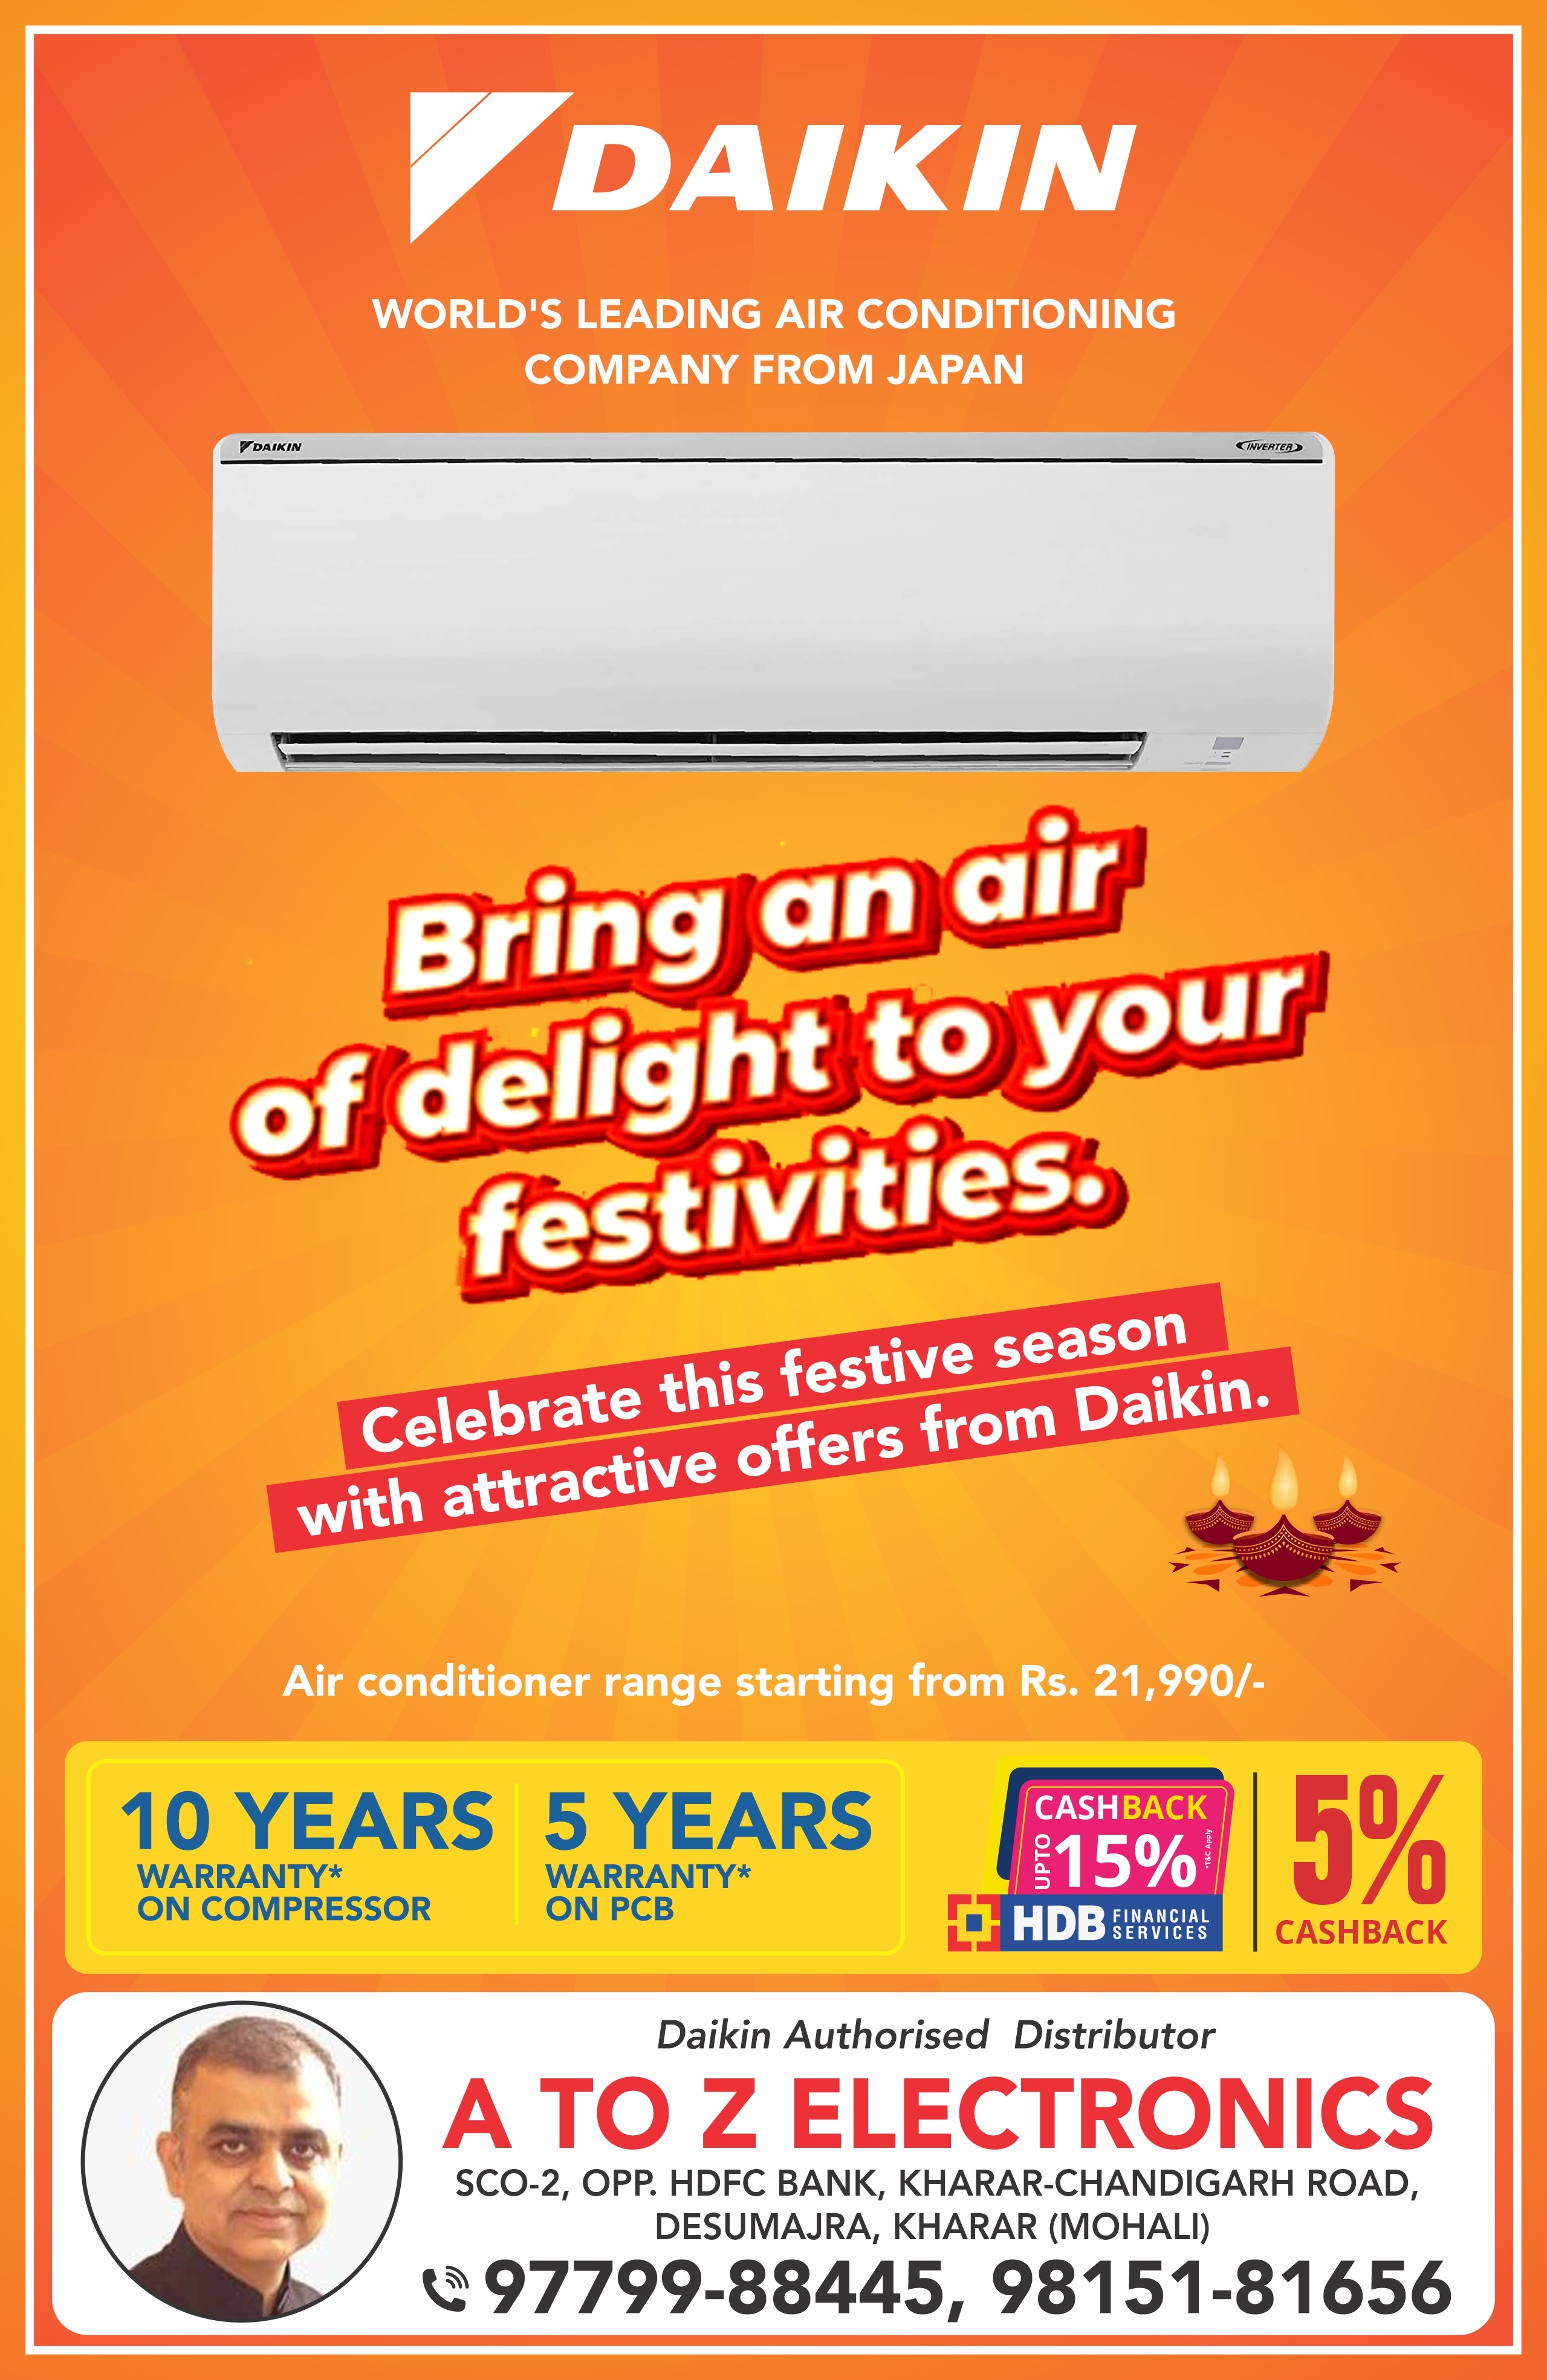 DAIKIN
WORLD'S LEADING AIR CONDITIONING
COMPANY FROM JAPAN
DAIKIN
INVERTER
Bring an air
of delight to your
festivities.
Celebrate this festive season
with attractive offers from Daikin.
Air conditioner range starting from Rs. 21,990/-
10 YEARS
WARRANTY*
ON COMPRESSOR
5 YEARS
WARRANTY*
ON PCB
CASHBACK
UPTO
15%
*T&C Apply
HDB FINANCIAL
SERVICES
5%
CASHBACK
Daikin Authorised Distributor
A TO Z ELECTRONICS
SCO-2, OPP. HDFC BANK, KHARAR-CHANDIGARH ROAD,
DESUMAJRA, KHARAR (MOHALI)
97799-88445, 98151-81656